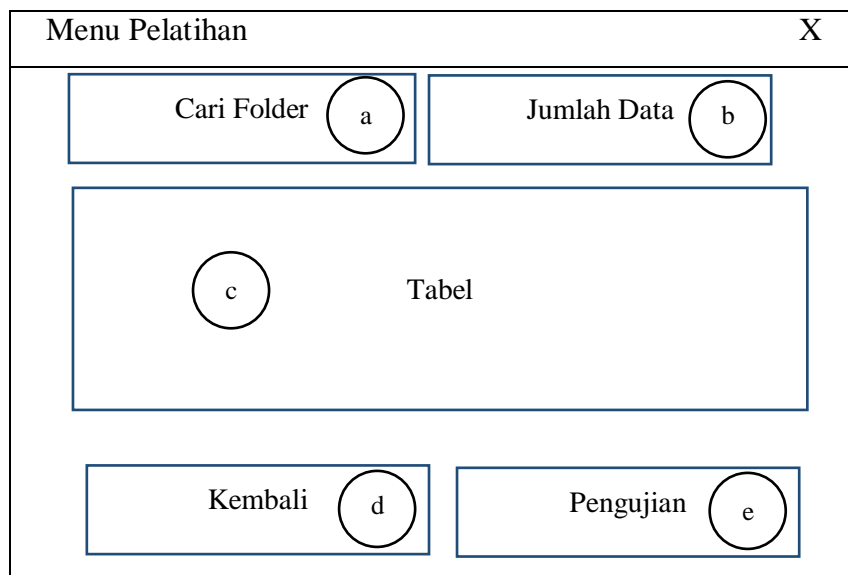 Menu Pelatihan X
Cari Folder a Jumlah Data b
c Tabel
Kembali d Pengujian e